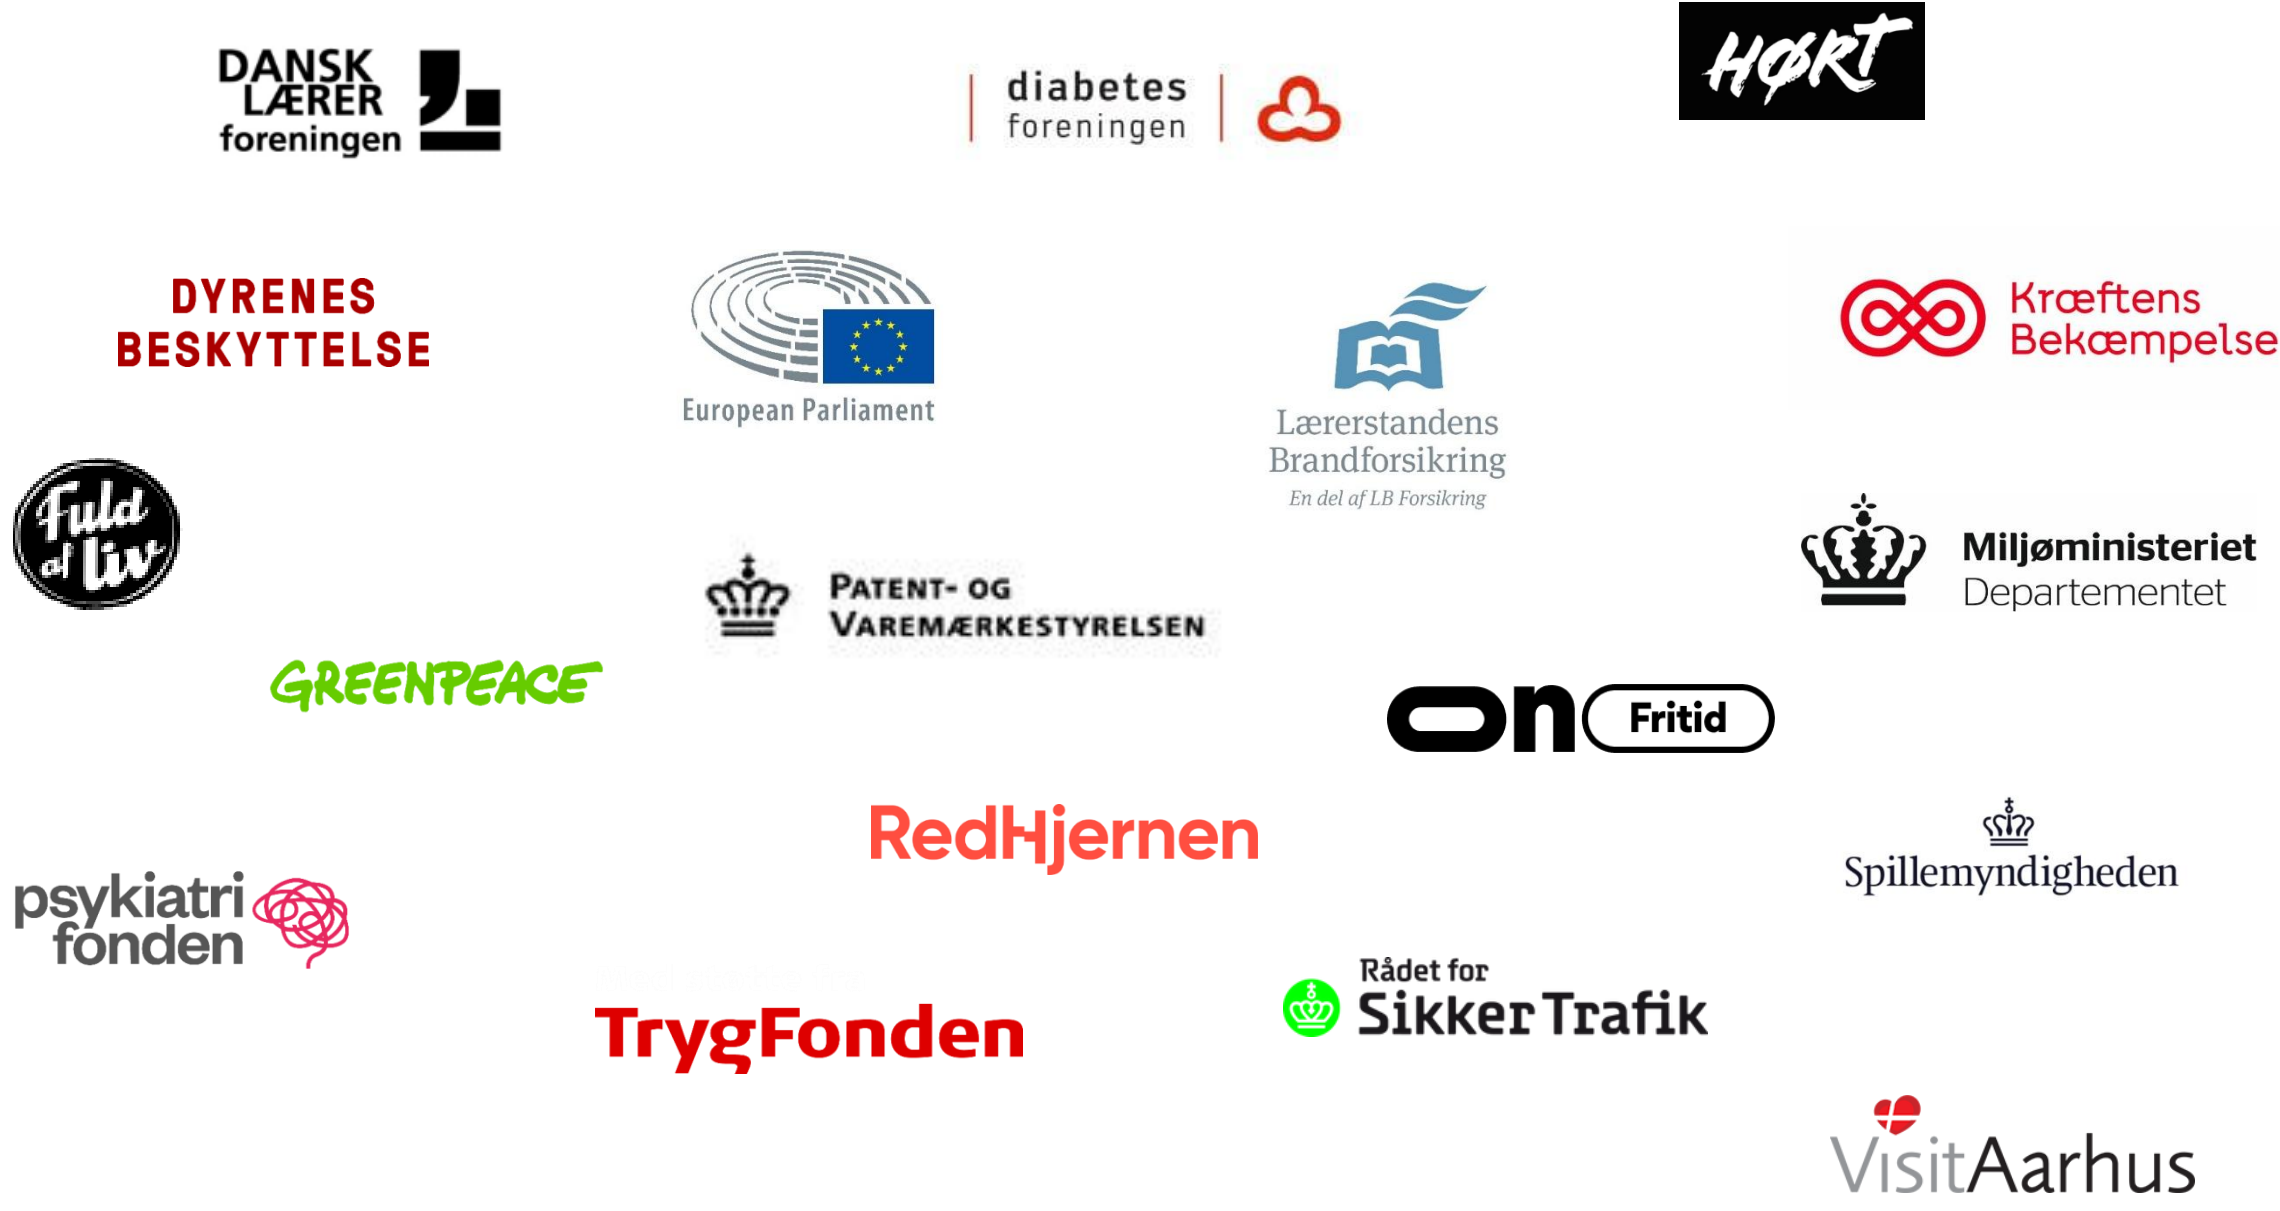 DANSK
LÆRER
foreningen
diabetes
foreningen
HØRT
DYRENES
BESKYTTELSE
European Parliament
Lærerstandens
Brandforsikring
En del af LB Forsikring
Kræftens
Bekæmpelse
Fuld
af liv
PATENT- OG
VAREMÆRKESTYRELSEN
Miljøministeriet
Departementet
GREENPEACE
on Fritid
RedHjernen
Spillemyndigheden
psykiatri
fonden
TrygFonden
Rådet for
Sikker Trafik
VisitAarhus